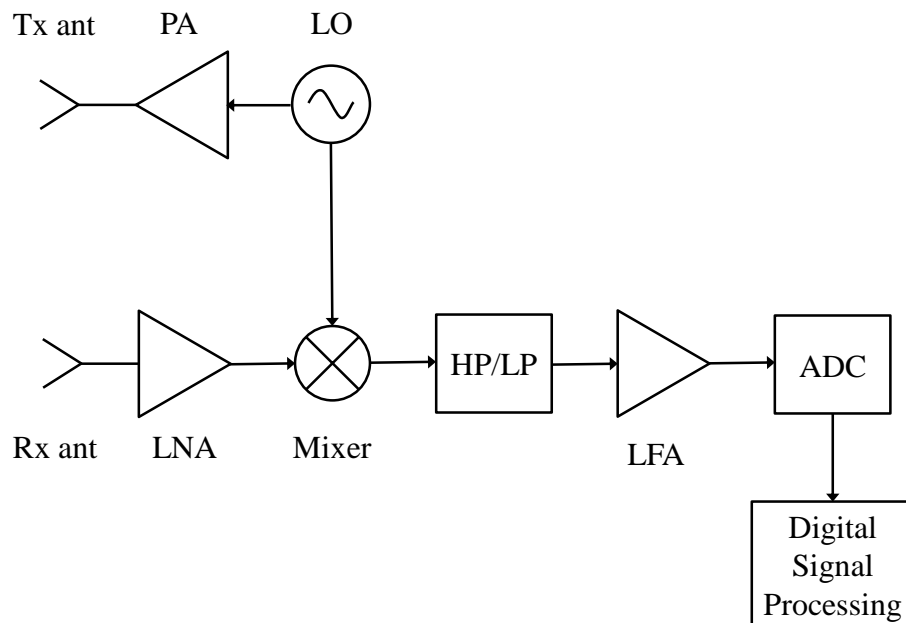 Tx ant
PA
LO
HP/LP
ADC
Rx ant
LNA
Mixer
LFA
Digital
Signal
Processing